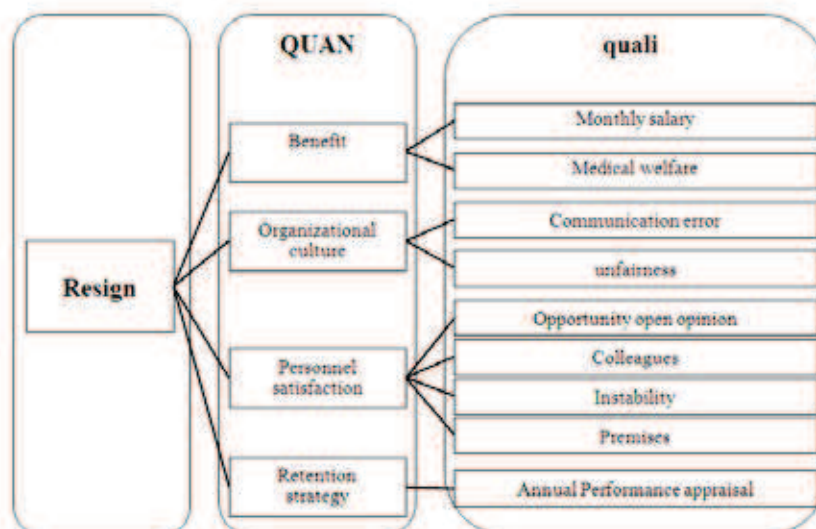 QUAN
quali
Resign
Benefit
Organizational
culture
Personnel
satisfaction
Retention
strategy
Monthly salary
Medical welfare
Communication error
unfairness
Opportunity open opinion
Colleagues
Instability
Premises
Annual Performance appraisal